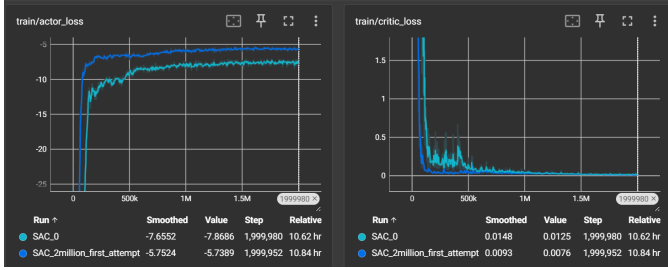 train/actor_loss
-5
-10
-15
-20
-25
0
500k
1M
1.5M
1999980 ×
Run ↑ Smoothed Value Step Relative
SAC_0 -7.6552 -7.8686 1,999,980 10.62 hr
SAC_2million_first_attempt -5.7524 -5.7389 1,999,952 10.84 hr
train/critic_loss
1.5
1
0.5
0
0
500k
1M
1.5M
1999980 ×
Run ↑ Smoothed Value Step Relative
SAC_0 0.0148 0.0125 1,999,980 10.62 hr
SAC_2million_first_attempt 0.0093 0.0076 1,999,952 10.84 hr